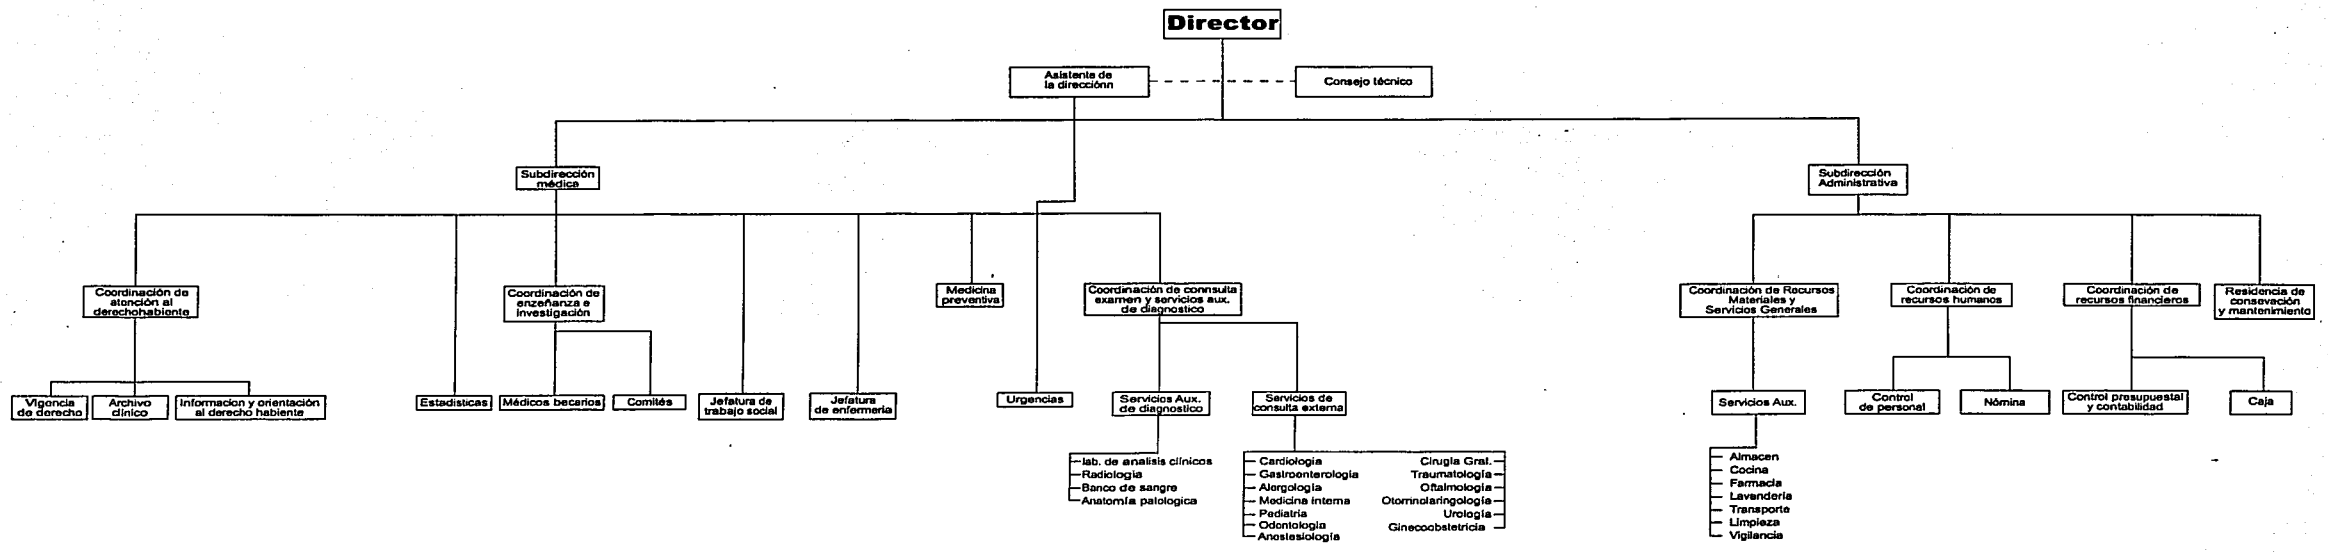 Director
Asistente de
la direcciónn
Consejo técnico
Subdirección
médica
Subdirección
Administrativa
Coordinación de
atención al
derechohabiente
Coordinación de
enzeñanza e
investigación
Medicina
preventiva
Coordinación de connsulta
examen y servicios aux.
de diagnostico
Coordinación de Recursos
Materiales y
Servicios Generales
Coordinación de
recursos humanos
Coordinación de
recursos financieros
Residencia de
consevación
y mantenimiento
Vigencia
de derecho
Archivo
clínico
Informacion y orientación
al derecho habiente
Estadisticas
Médicos becarios
Comités
Jefatura de
trabajo social
Jefatura
de enfermeria
Urgencias
Servicios Aux.
de diagnostico
Servicios de
consulta externa
Servicios Aux.
Control
de personal
Nómina
Control presupuestal
y contabilidad
Caja
lab. de analisis clínicos
Radiología
Banco de sangre
Anatomía patologica
Cardiología
Gastroenterología
Alergología
Medicina interna
Pediatria
Odontología
Anestesiología
Cirugía Gral.
Traumatología
Oftalmología
Otorrinolaringología
Urología
Ginecoobstetricia
Almacen
Cocina
Farmacia
Lavandería
Transporte
Limpieza
Vigilancia